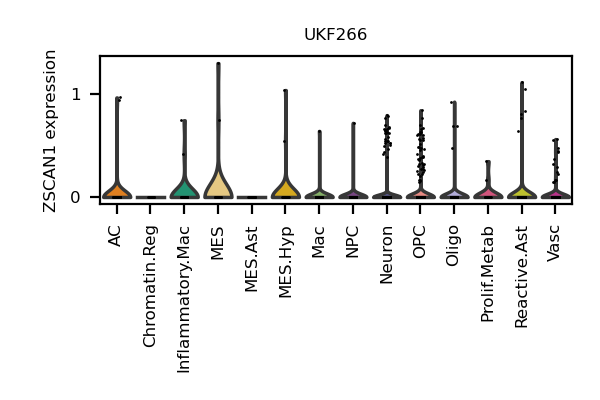 UKF266
ZSCAN1 expression
1
0
AC
Chromatin.Reg
Inflammatory.Mac
MES
MES.Ast
MES.Hyp
Mac
NPC
Neuron
OPC
Oligo
Prolif.Metab
Reactive.Ast
Vasc